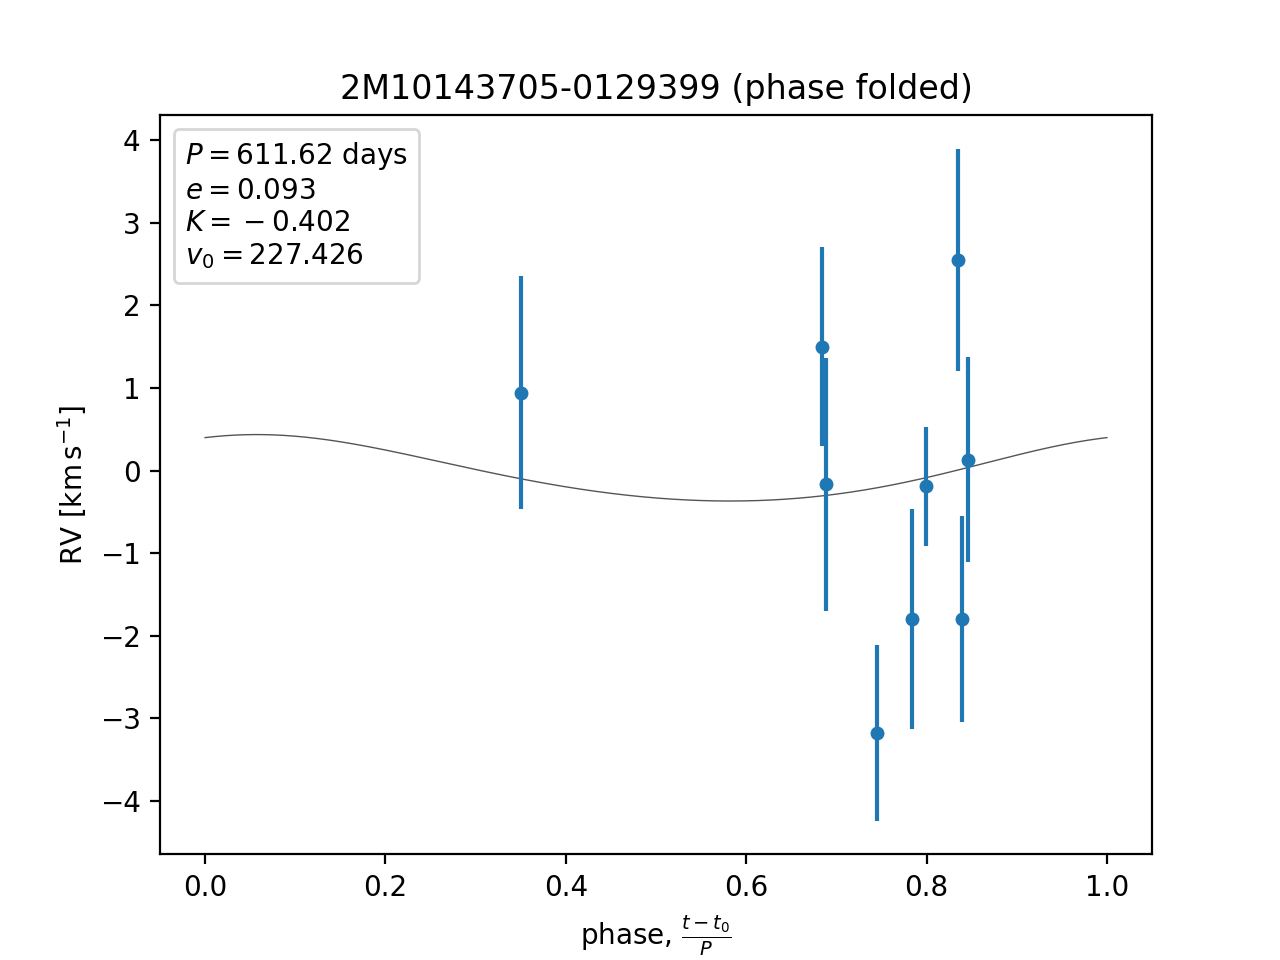 2M10143705-0129399 (phase folded)
P = 611.62 days
e = 0.093
K = −0.402
v₀ = 227.426
4
3
2
1
0
−1
−2
−3
−4
RV [km s⁻¹]
0.0 0.2 0.4 0.6 0.8 1.0
phase, (t − t₀)/P